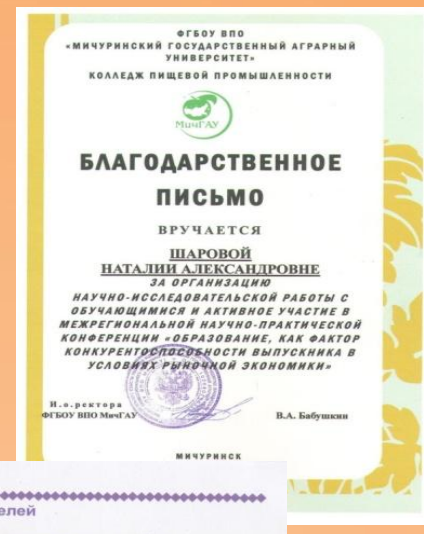 ФГБОУ ВПО
«МИЧУРИНСКИЙ ГОСУДАРСТВЕННЫЙ АГРАРНЫЙ
УНИВЕРСИТЕТ»
КОЛЛЕДЖ ПИЩЕВОЙ ПРОМЫШЛЕННОСТИ
МичГАУ
БЛАГОДАРСТВЕННОЕ
ПИСЬМО
ВРУЧАЕТСЯ
ШАРОВОЙ
НАТАЛИИ АЛЕКСАНДРОВНЕ
ЗА ОРГАНИЗАЦИЮ
НАУЧНО-ИССЛЕДОВАТЕЛЬСКОЙ РАБОТЫ С
ОБУЧАЮЩИМИСЯ И АКТИВНОЕ УЧАСТИЕ В
МЕЖРЕГИОНАЛЬНОЙ НАУЧНО-ПРАКТИЧЕСКОЙ
КОНФЕРЕНЦИИ «ОБРАЗОВАНИЕ, КАК ФАКТОР
КОНКУРЕНТОСПОСОБНОСТИ ВЫПУСКНИКА В
УСЛОВИЯХ РЫНОЧНОЙ ЭКОНОМИКИ»
И.о.ректора
ФГБОУ ВПО МичГАУ
В.А. Бабушкин
МИЧУРИНСК
елей